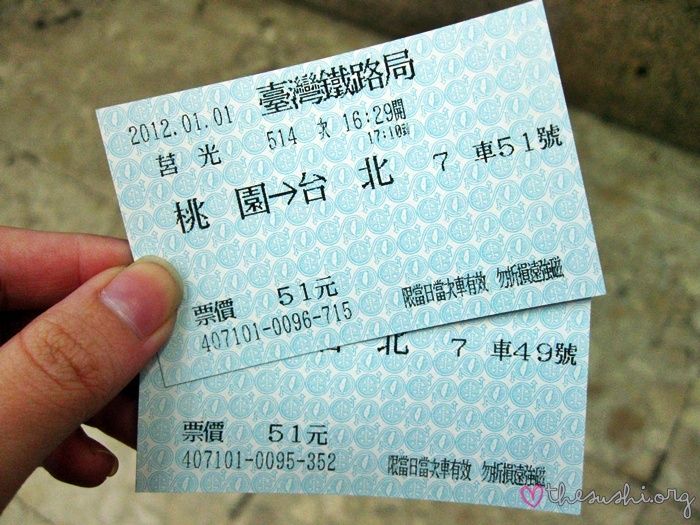 臺灣鐵路局
2012.01.01 514 次 16:29開
17:10到
莒光
桃園→台北 7 車51號
票價 51元 限當日當次車有效 勿折損遠強磁
407101-0096-715
北 7 車49號
票價 51元 限當日當次車有效 勿折損遠強磁
407101-0095-352
thesushi.org